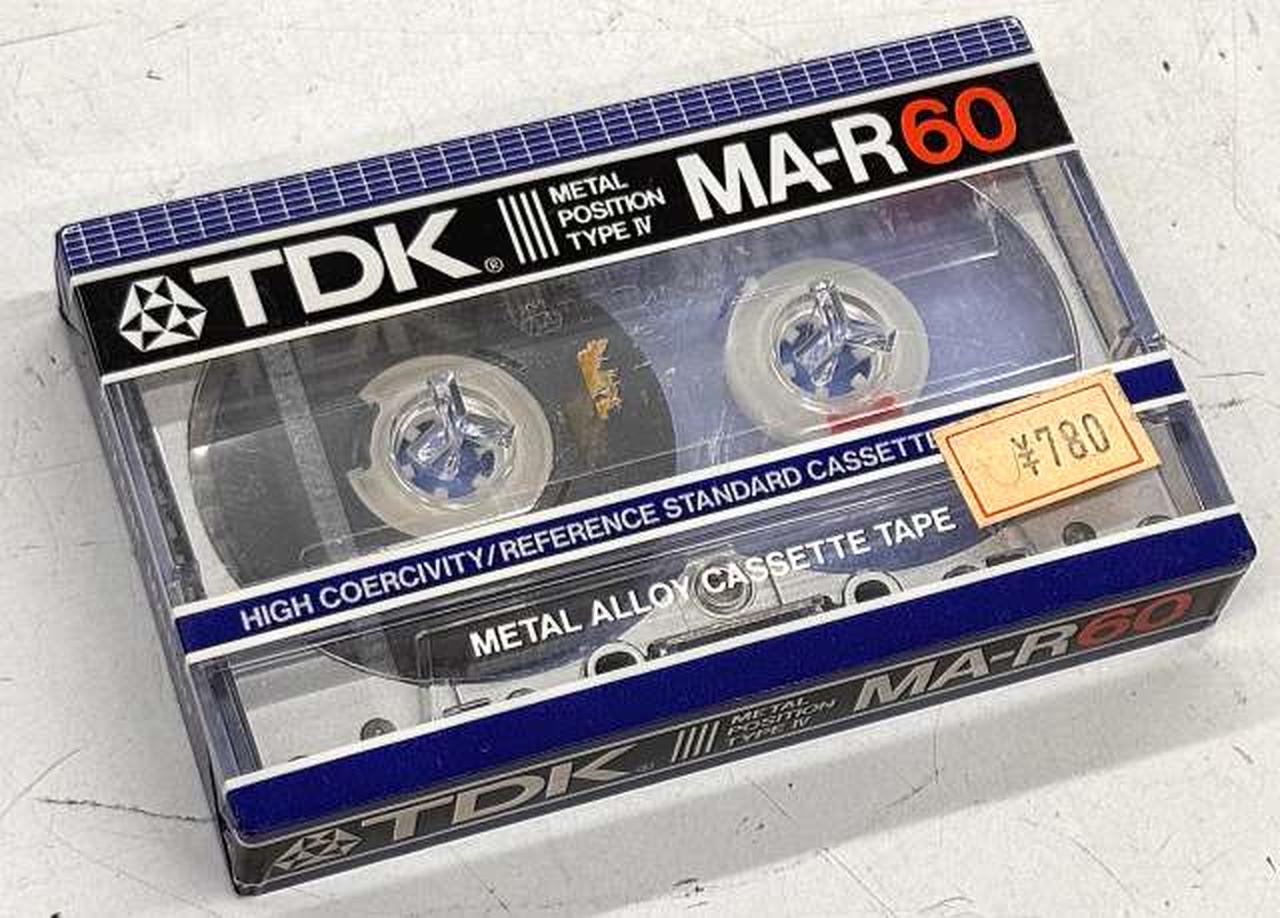 TDK®
METAL
POSITION
TYPE IV
MA-R60
HIGH COERCIVITY/REFERENCE STANDARD CASSETTE
¥780
METAL ALLOY CASSETTE TAPE
TDK
METAL
POSITION
TYPE IV
MA-R60